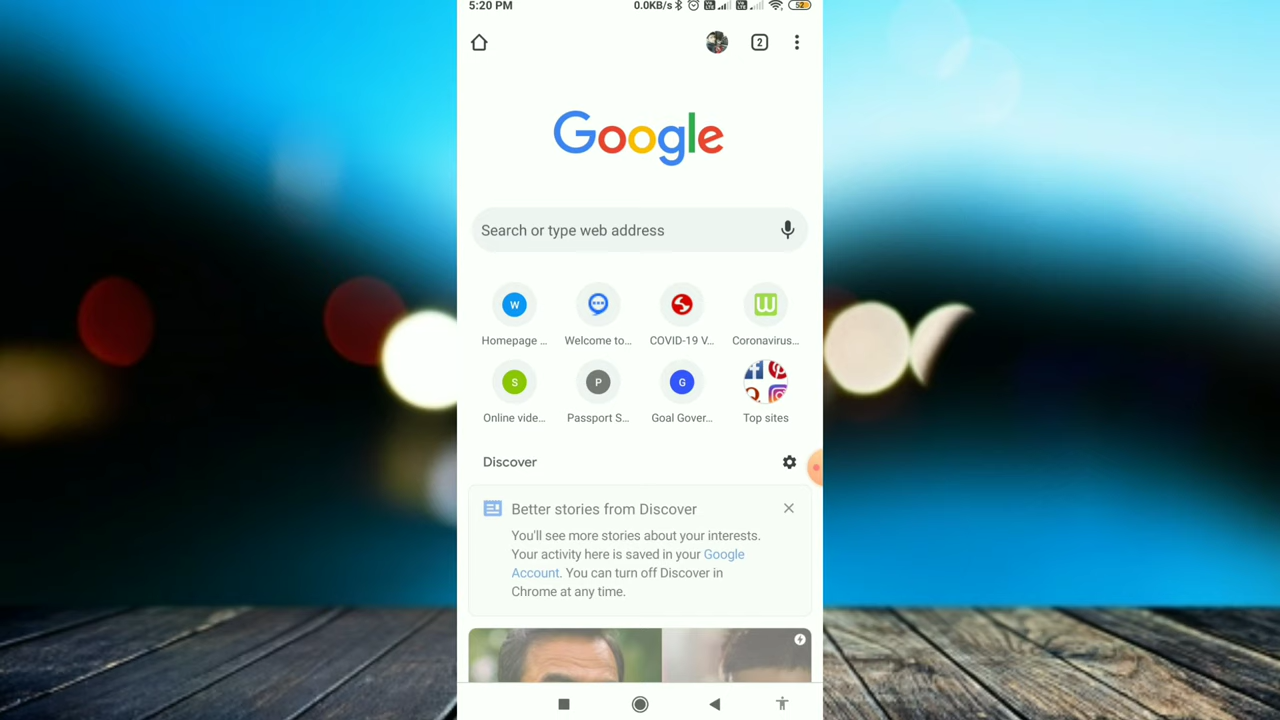 5:20 PM 0.0KB/s 52
2
Google
Search or type web address
W
Homepage ... Welcome to... COVID-19 V... Coronavirus...
S P G
Online vide... Passport S... Goal Gover... Top sites
Discover
Better stories from Discover
You'll see more stories about your interests.
Your activity here is saved in your Google
Account. You can turn off Discover in
Chrome at any time.